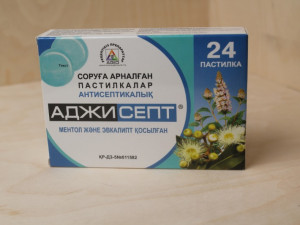 24
ПАСТИЛКА
СОРУҒА АРНАЛҒАН
ПАСТИЛКАЛАР
АНТИСЕПТИКАЛЫҚ
АДЖИСЕПТ®
МЕНТОЛ ЖӘНЕ ЭВКАЛИПТ ҚОСЫЛҒАН